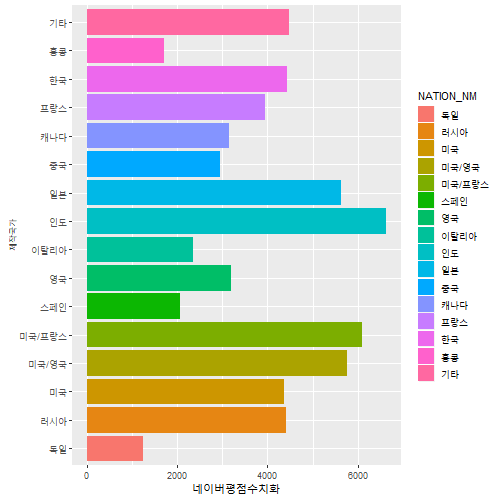 기타
홍콩
한국
프랑스
캐나다
중국
일본
인도
이탈리아
영국
스페인
미국/프랑스
미국/영국
미국
러시아
독일
제작국가
0 2000 4000 6000
네이버평점수치화
NATION_NM
독일
러시아
미국
미국/영국
미국/프랑스
스페인
영국
이탈리아
인도
일본
중국
캐나다
프랑스
한국
홍콩
기타